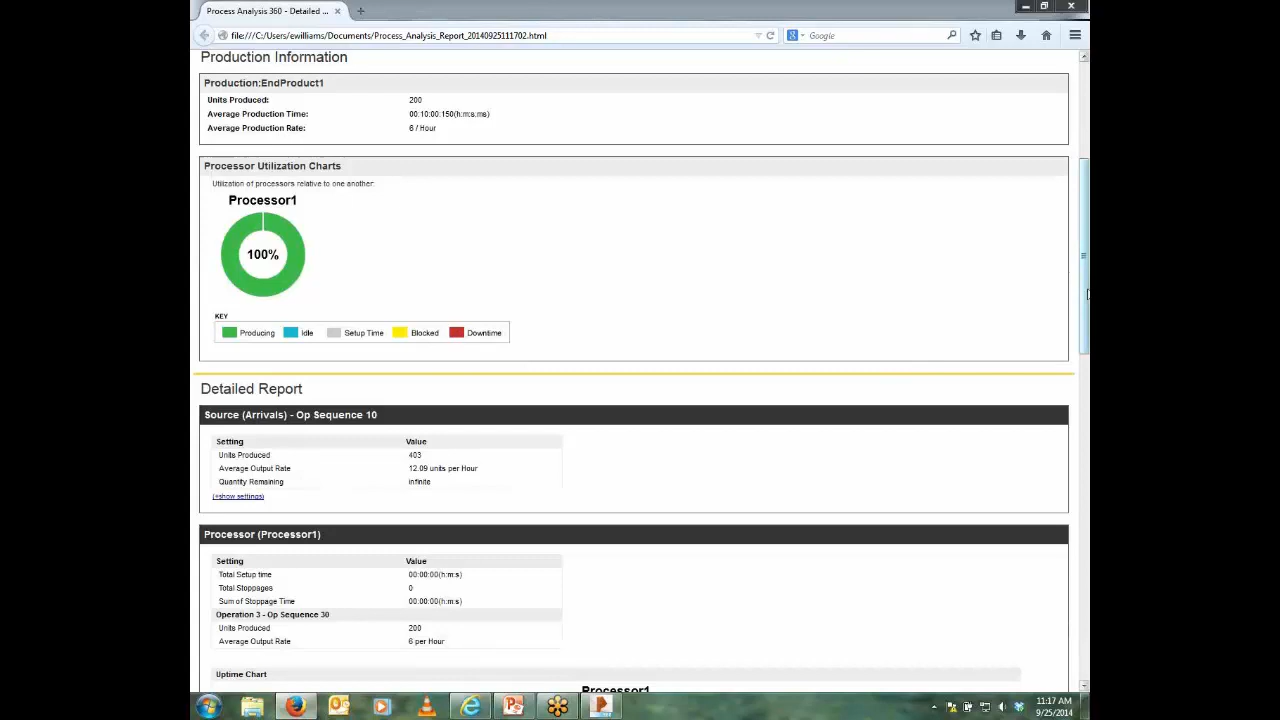 Process Analysis 360 - Detailed ...
file:///C:/Users/ewilliams/Documents/Process_Analysis_Report_20140925111702.html
Google
Production Information
Production:EndProduct1
Units Produced: 200
Average Production Time: 00:10:00.150(h:m:s.ms)
Average Production Rate: 6 / Hour
Processor Utilization Charts
Utilization of processors relative to one another:
Processor1
100%
KEY
Producing Idle Setup Time Blocked Downtime
Detailed Report
Source (Arrivals) - Op Sequence 10
Setting Value
Units Produced 403
Average Output Rate 12.09 units per Hour
Quantity Remaining infinite
(+show settings)
Processor (Processor1)
Setting Value
Total Setup time 00:00:00(h:m:s)
Total Stoppages 0
Sum of Stoppage Time 00:00:00(h:m:s)
Operation 3 - Op Sequence 30
Units Produced 200
Average Output Rate 6 per Hour
Uptime Chart
Processor1
11:17 AM
9/25/2014